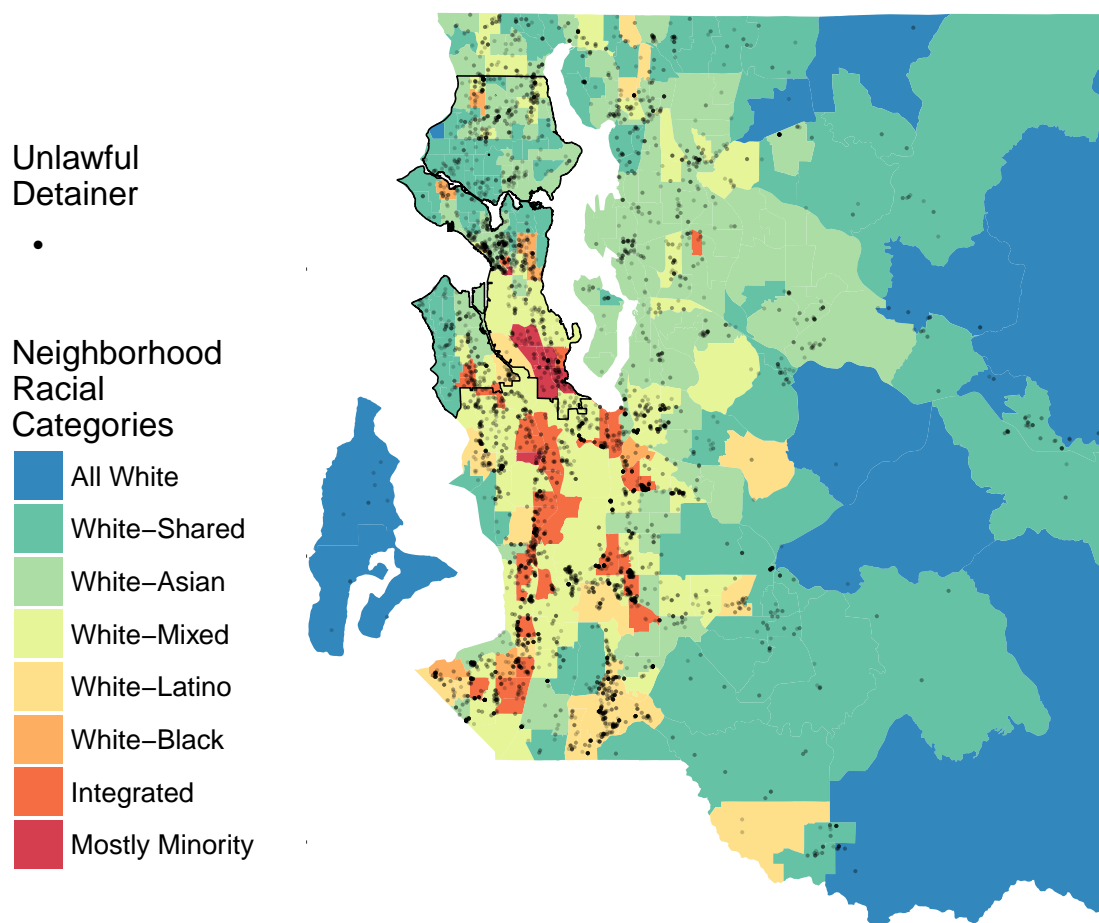 Unlawful
Detainer
Neighborhood
Racial
Categories
All White
White−Shared
White−Asian
White−Mixed
White−Latino
White−Black
Integrated
Mostly Minority